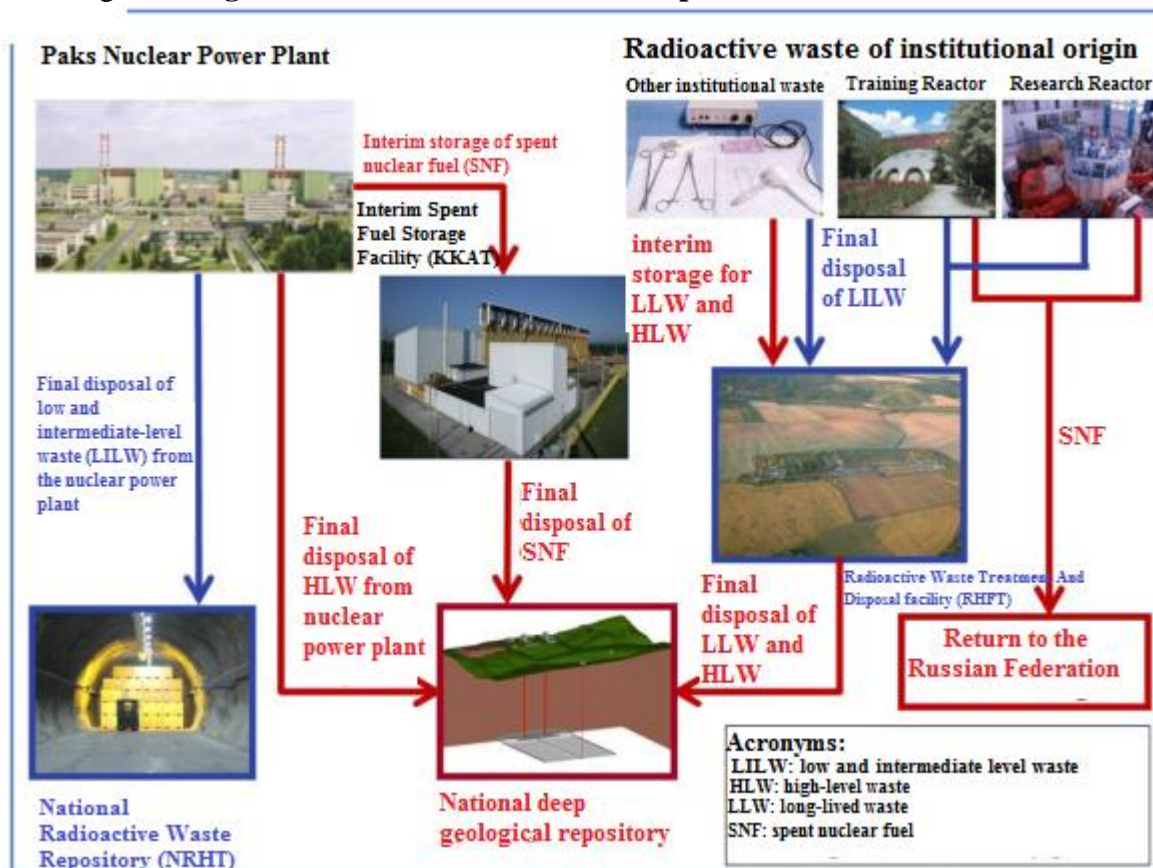 Paks Nuclear Power Plant
Radioactive waste of institutional origin
Other institutional waste
Training Reactor
Research Reactor
Interim storage of spent
nuclear fuel (SNF)
Interim Spent
Fuel Storage
Facility (KKAT)
interim
storage for
LLW and
HLW
Final
disposal
of LILW
Final disposal of
low and
intermediate-level
waste (LILW) from
the nuclear power
plant
Final
disposal of
HLW from
nuclear
power plant
Final
disposal of
SNF
SNF
Final
disposal of
LLW and
HLW
Radioactive Waste Treatment And
Disposal facility (RHFT)
Return to the
Russian Federation
National
Radioactive Waste
Repository (NRHT)
National deep
geological repository
Acronyms:
LILW: low and intermediate level waste
HLW: high-level waste
LLW: long-lived waste
SNF: spent nuclear fuel